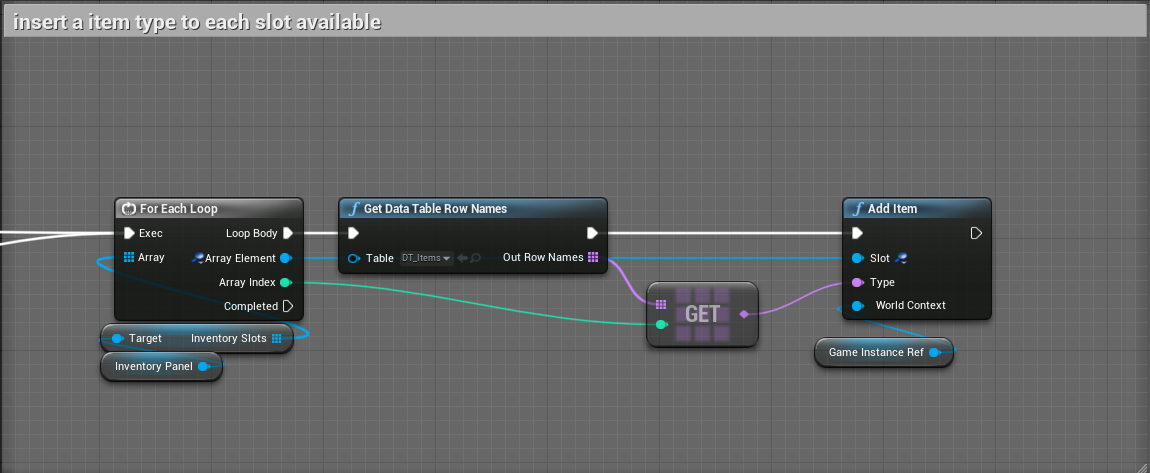 insert a item type to each slot available
For Each Loop
Exec
Loop Body
Array
Array Element
Array Index
Completed
Target
Inventory Slots
Inventory Panel
f Get Data Table Row Names
Table
DT_Items
Out Row Names
GET
f Add Item
Slot
Type
World Context
Game Instance Ref